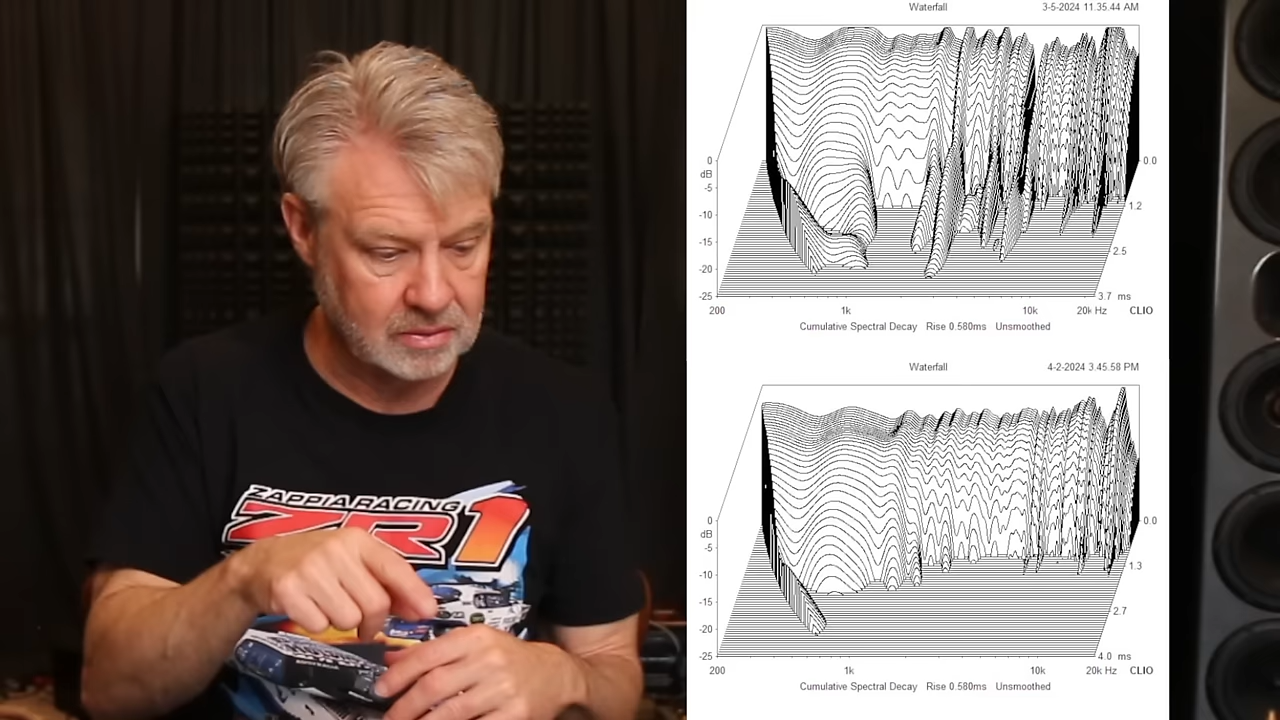 Waterfall 3-5-2024 11.35.44 AM
0 0.0
dB
-5
1.2
-10
-15 2.5
-20
-25 3.7 ms
200 1k 10k 20k Hz CLIO
Cumulative Spectral Decay Rise 0.580ms Unsmoothed
Waterfall 4-2-2024 3.45.58 PM
0 0.0
dB
-5
1.3
-10
-15 2.7
-20
-25 4.0 ms
200 1k 10k 20k Hz CLIO
Cumulative Spectral Decay Rise 0.580ms Unsmoothed
ZAPPIA RACING
ZR1